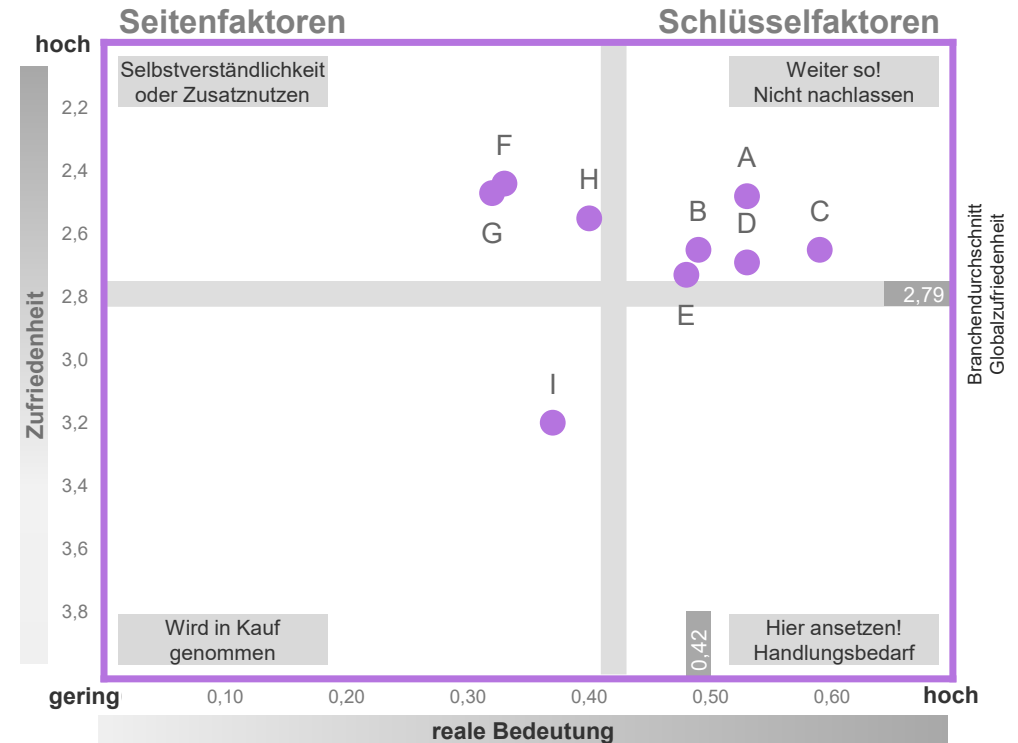 Seitenfaktoren
Schlüsselfaktoren
hoch
Selbstverständlichkeit
oder Zusatznutzen
Weiter so!
Nicht nachlassen
2,2
2,4
2,6
2,8
3,0
3,2
3,4
3,6
3,8
Zufriedenheit
F
G
H
A
B
D
C
E
I
2,79
Branchendurchschnitt
Globalzufriedenheit
Wird in Kauf
genommen
0,42
Hier ansetzen!
Handlungsbedarf
gering
0,10
0,20
0,30
0,40
0,50
0,60
hoch
reale Bedeutung